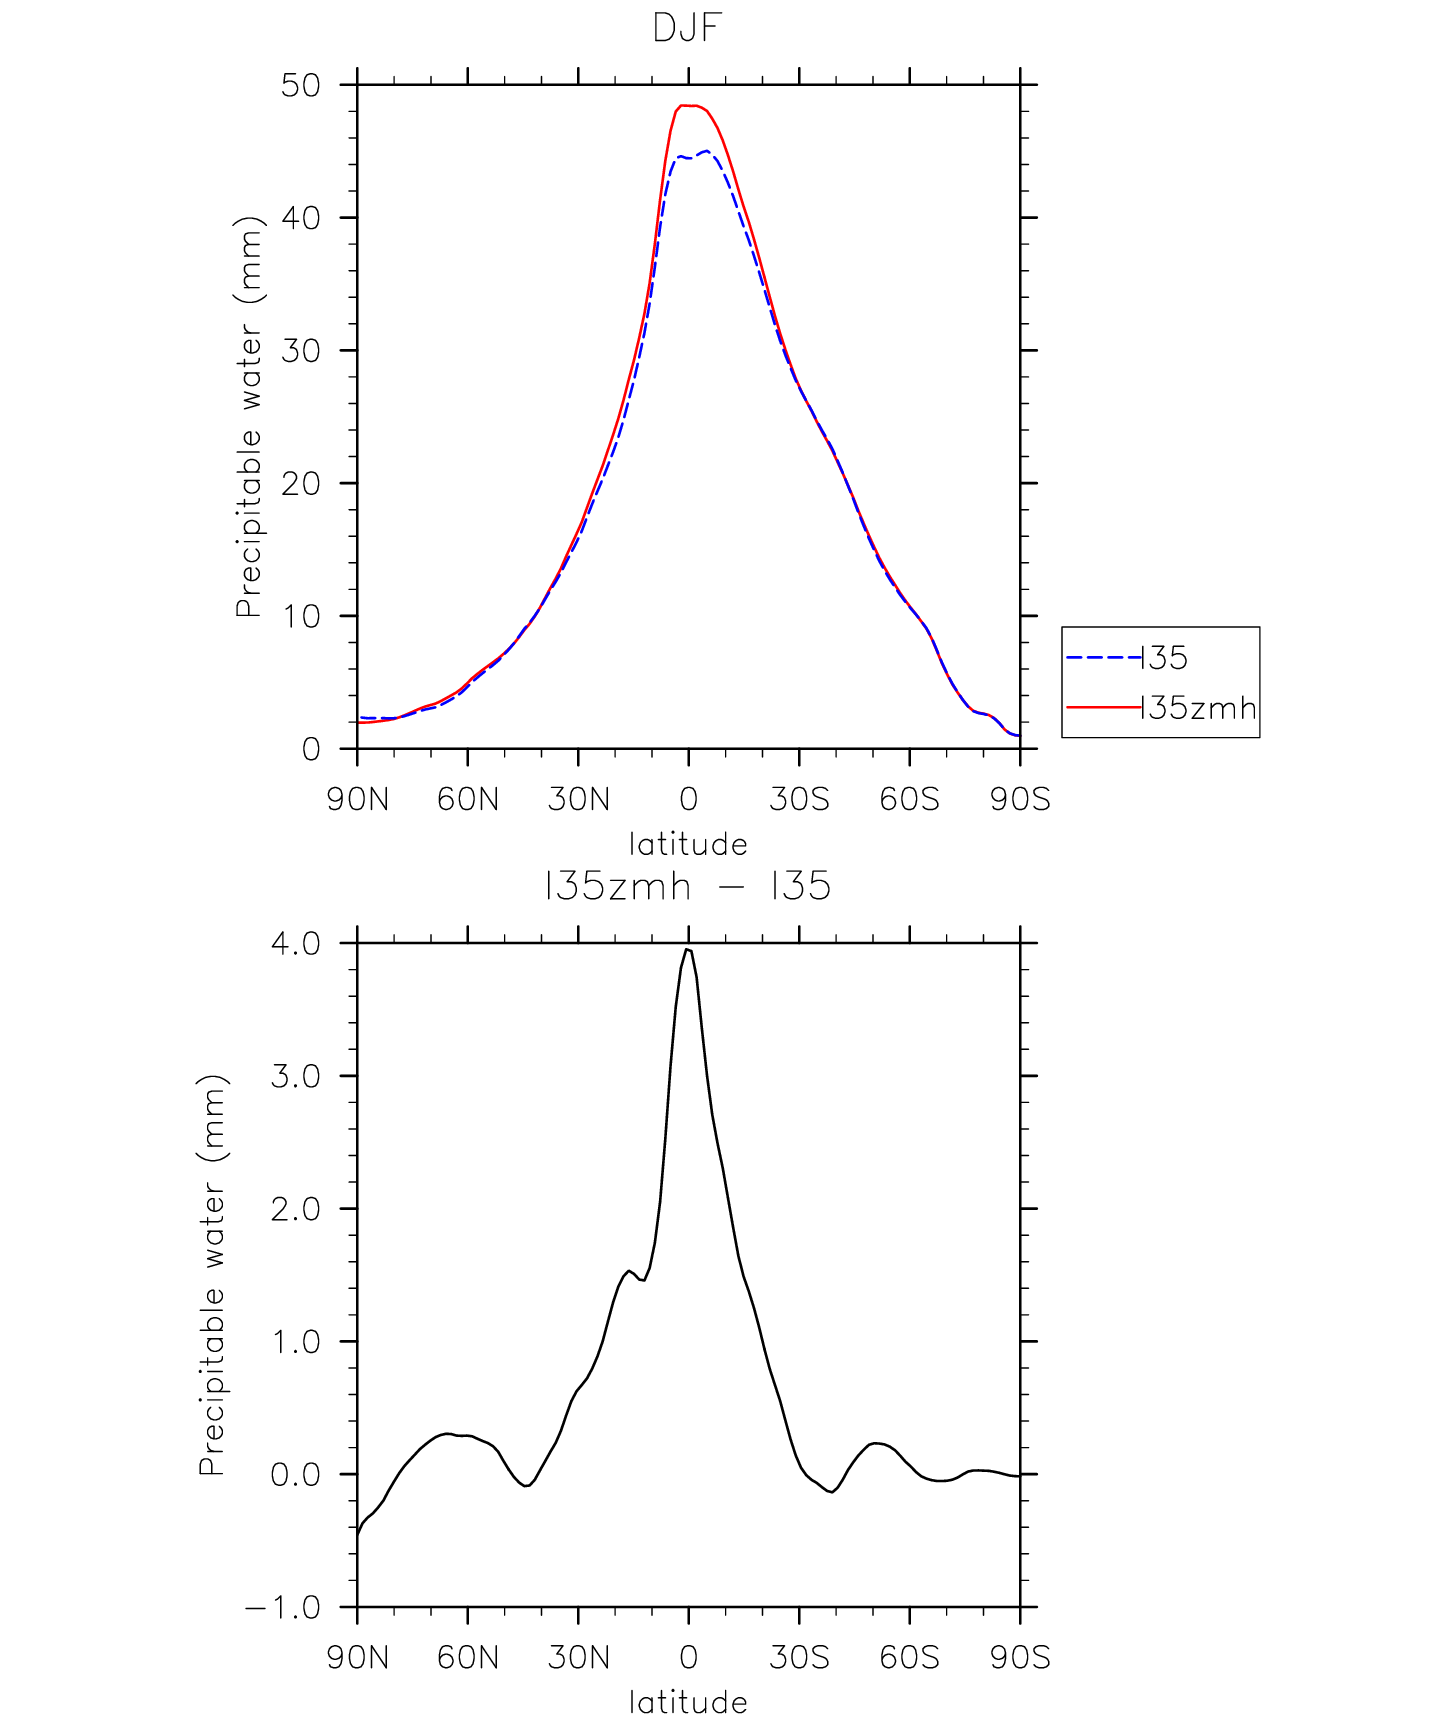 DJF
50
40
30
20
10
0
Precipitable water (mm)
90N 60N 30N 0 30S 60S 90S
latitude
I35
I35zmh
I35zmh − I35
4.0
3.0
2.0
1.0
0.0
−1.0
Precipitable water (mm)
90N 60N 30N 0 30S 60S 90S
latitude